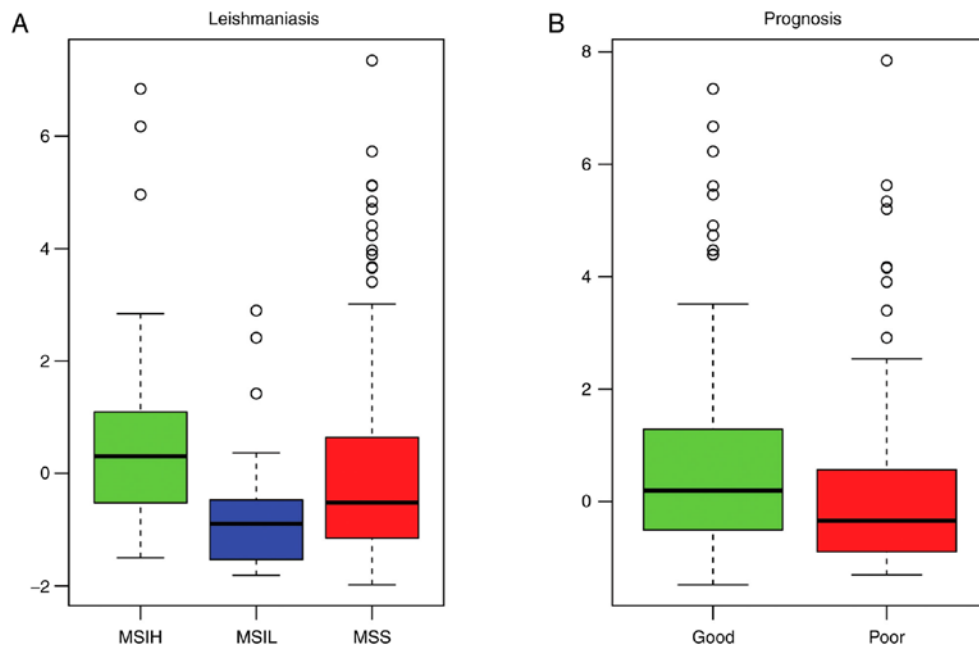 A
Leishmaniasis
6
4
2
0
−2
MSIH MSIL MSS
B
Prognosis
8
6
4
2
0
Good Poor